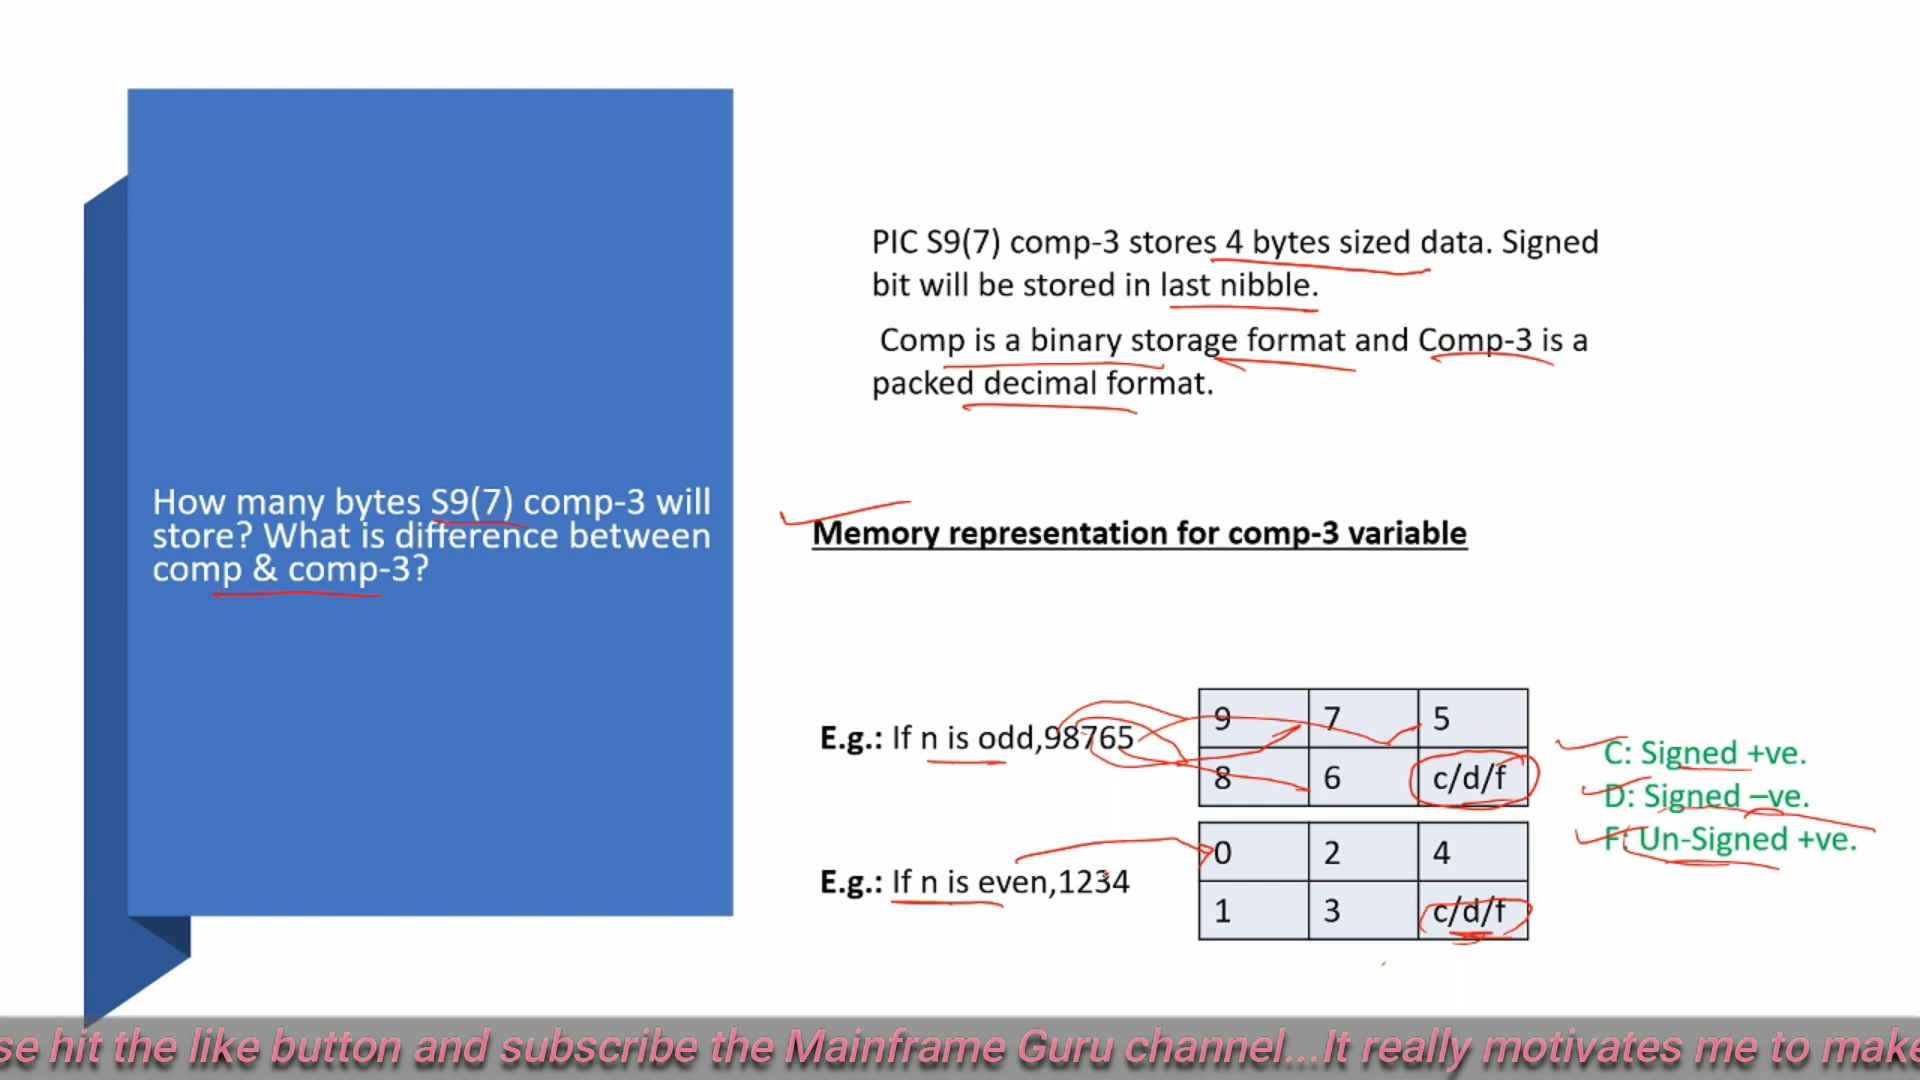 How many bytes S9(7) comp-3 will
store? What is difference between
comp & comp-3?
PIC S9(7) comp-3 stores 4 bytes sized data. Signed
bit will be stored in last nibble.
Comp is a binary storage format and Comp-3 is a
packed decimal format.
Memory representation for comp-3 variable
E.g.: If n is odd,98765
9 7 5
8 6 c/d/f
C: Signed +ve.
D: Signed –ve.
F: Un-Signed +ve.
E.g.: If n is even,1234
0 2 4
1 3 c/d/f
se hit the like button and subscribe the Mainframe Guru channel...It really motivates me to make